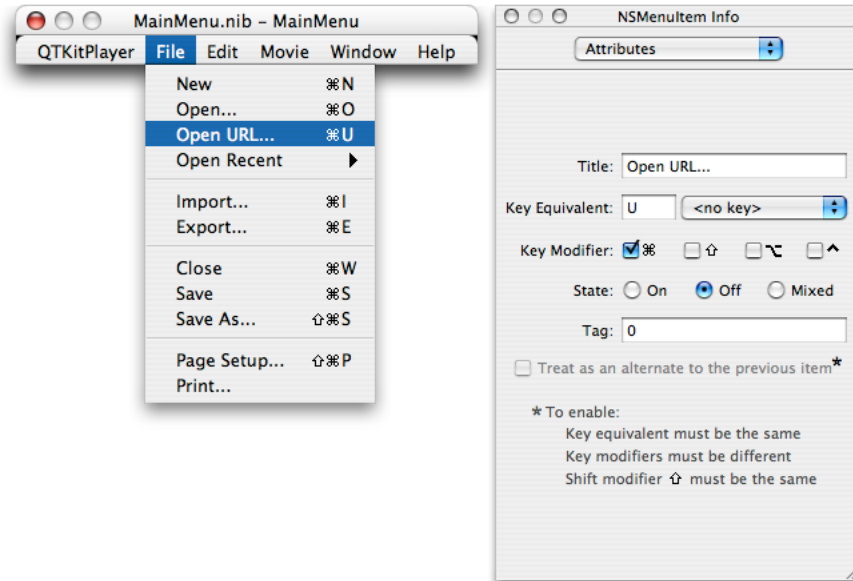 MainMenu.nib – MainMenu
QTKitPlayer File Edit Movie Window Help
New ⌘N
Open... ⌘O
Open URL... ⌘U
Open Recent ▶
Import... ⌘I
Export... ⌘E
Close ⌘W
Save ⌘S
Save As... ⇧⌘S
Page Setup... ⇧⌘P
Print...
NSMenuItem Info
Attributes
Title: Open URL...
Key Equivalent: U <no key>
Key Modifier: ⌘ ⇧ ⌥ ^
State: On Off Mixed
Tag: 0
Treat as an alternate to the previous item*
* To enable:
Key equivalent must be the same
Key modifiers must be different
Shift modifier ⇧ must be the same